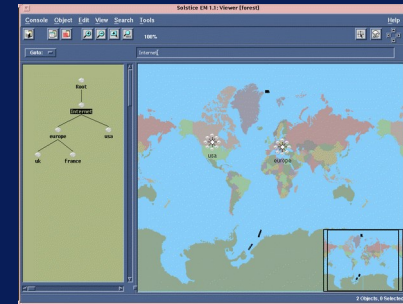 Solstice EM 1.1: Viewer [forest]
Console Object Edit View Search Tools Help
100%
Goto: Internet
Root
Internet
europe usa
uk france
usa
europe
2 Objects, 0 Selected